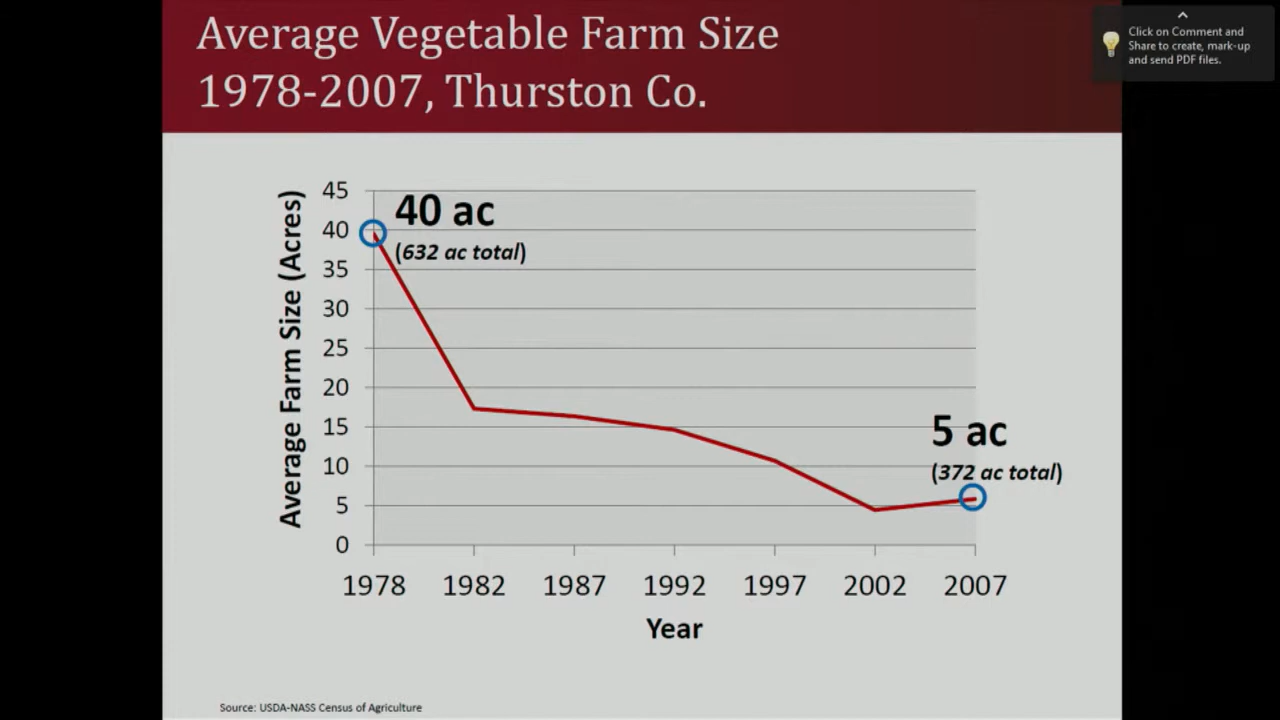 Average Vegetable Farm Size
1978-2007, Thurston Co.
Click on Comment and
Share to create, mark-up
and send PDF files.
Average Farm Size (Acres)
45
40
35
30
25
20
15
10
5
0
40 ac
(632 ac total)
5 ac
(372 ac total)
1978 1982 1987 1992 1997 2002 2007
Year
Source: USDA-NASS Census of Agriculture